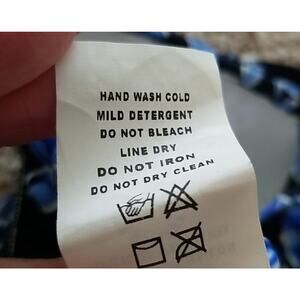 HAND WASH COLD
MILD DETERGENT
DO NOT BLEACH
LINE DRY
DO NOT IRON
DO NOT DRY CLEAN